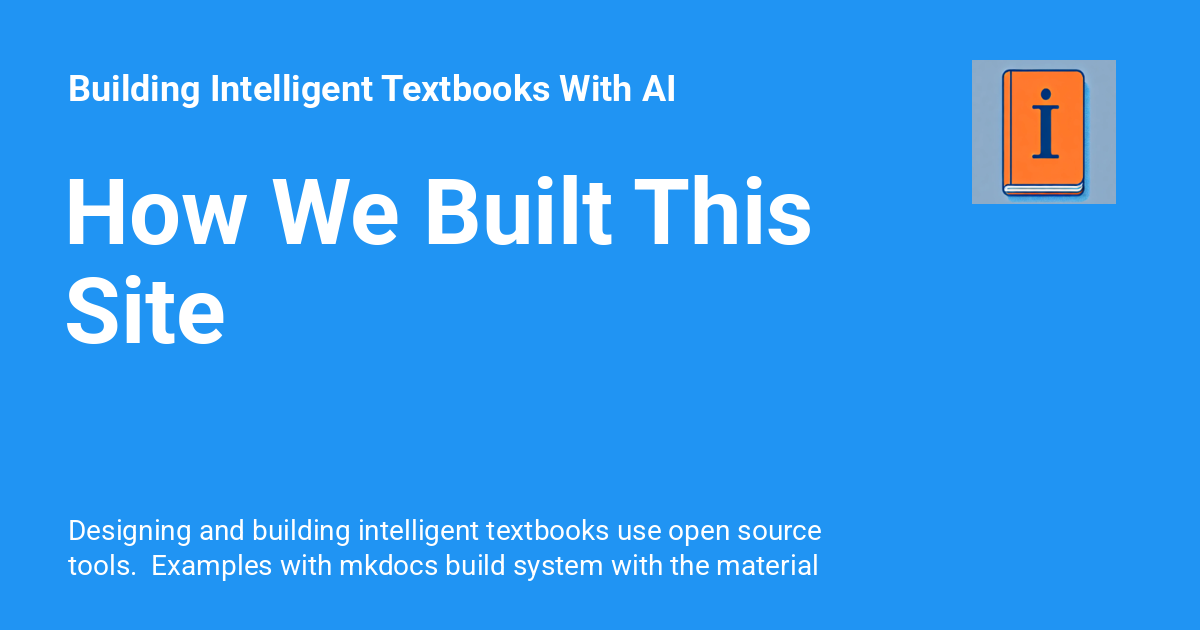 Building Intelligent Textbooks With AI
i
How We Built This
Site
Designing and building intelligent textbooks use open source
tools.  Examples with mkdocs build system with the material